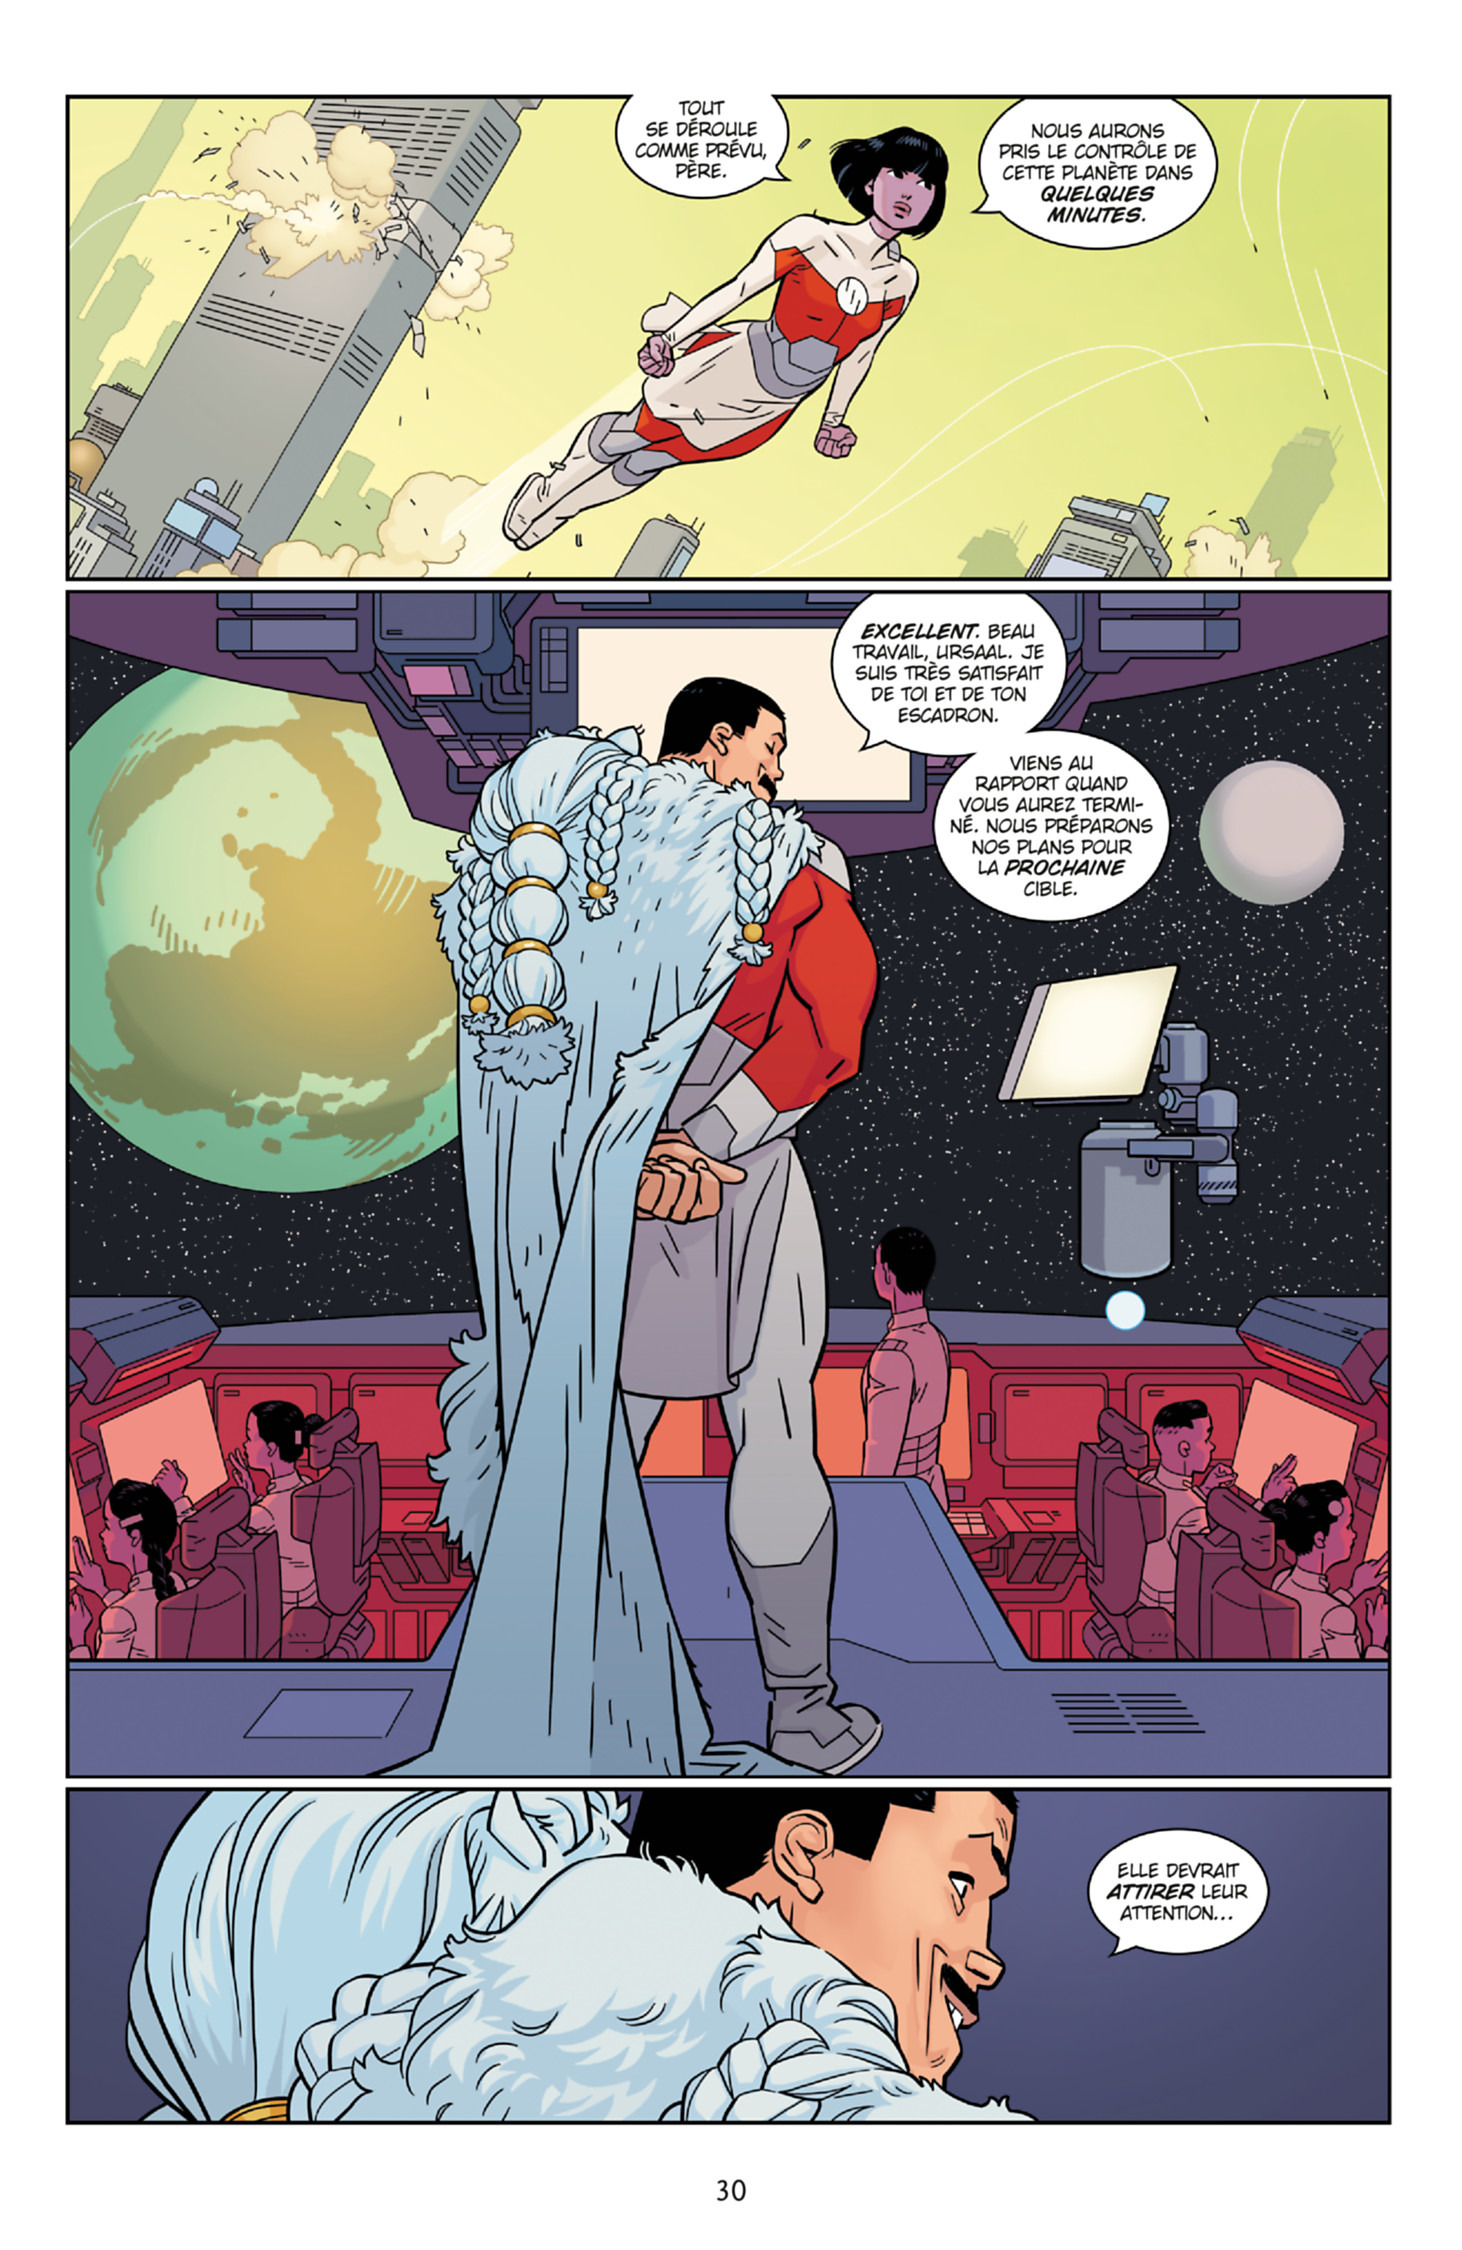 TOUT
SE DÉROULE
COMME PRÉVU,
PÈRE.
NOUS AURONS
PRIS LE CONTRÔLE DE
CETTE PLANÈTE DANS
QUELQUES
MINUTES.
EXCELLENT. BEAU
TRAVAIL, URSAAL. JE
SUIS TRÈS SATISFAIT
DE TOI ET DE TON
ESCADRON.
VIENS AU
RAPPORT QUAND
VOUS AUREZ TERMI-
NÉ. NOUS PRÉPARONS
NOS PLANS POUR
LA PROCHAINE
CIBLE.
ELLE DEVRAIT
ATTIRER LEUR
ATTENTION...
30